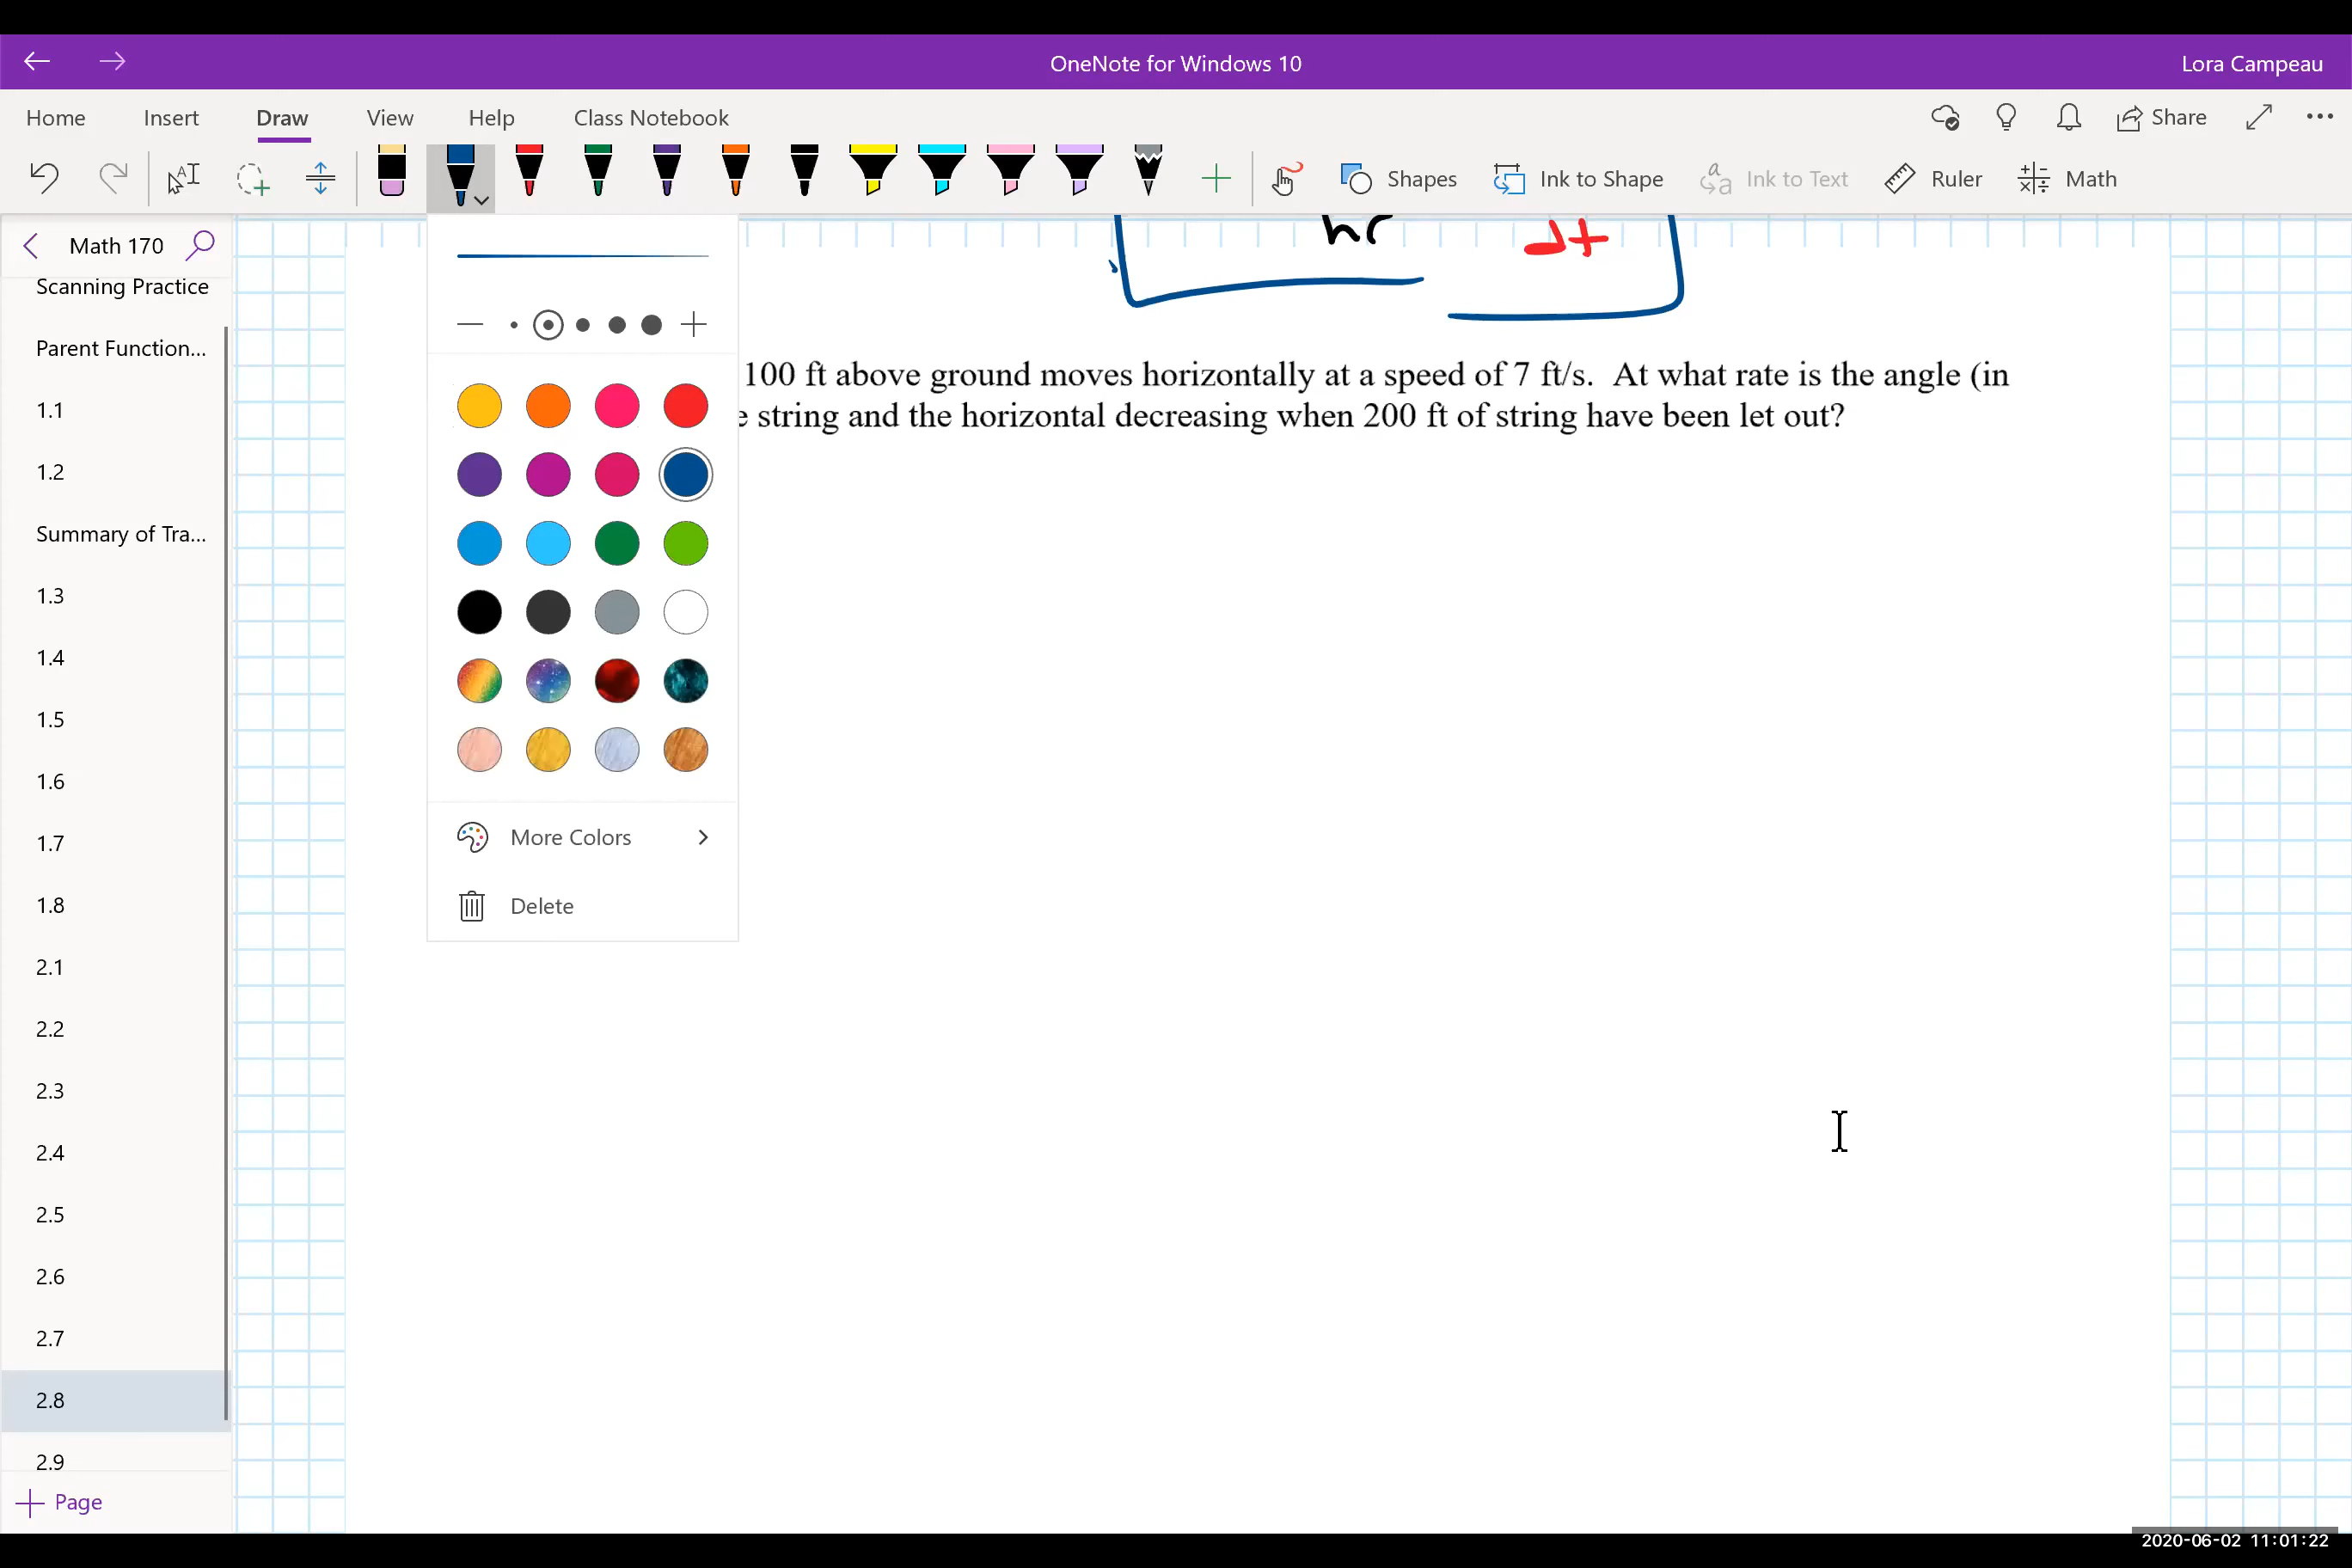 OneNote for Windows 10
Lora Campeau
Home Insert Draw View Help Class Notebook
Share
Shapes Ink to Shape Ink to Text Ruler Math
Math 170
Scanning Practice
Parent Function...
1.1
1.2
Summary of Tra...
1.3
1.4
1.5
1.6
1.7
1.8
2.1
2.2
2.3
2.4
2.5
2.6
2.7
2.8
2.9
Page
More Colors
Delete
hr dt
100 ft above ground moves horizontally at a speed of 7 ft/s. At what rate is the angle (in
e string and the horizontal decreasing when 200 ft of string have been let out?
2020-06-02 11:01:22